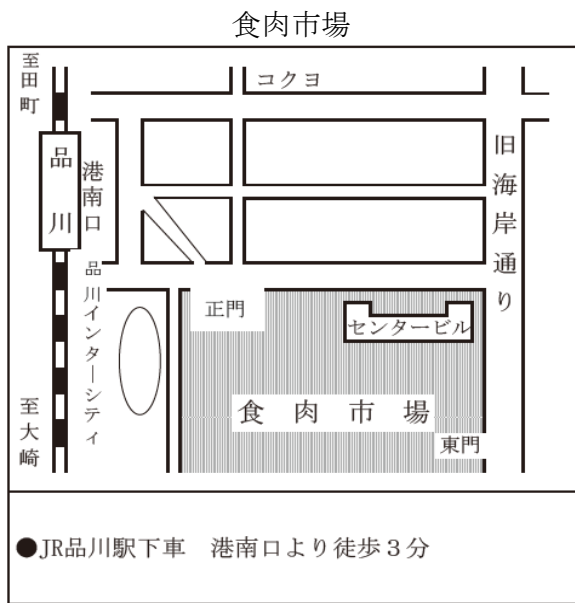 食肉市場
至田町
コクヨ
品川
港南口
旧海岸通り
品川インターシティ
正門
センタービル
食肉市場
東門
至大崎
●JR品川駅下車　港南口より徒歩３分